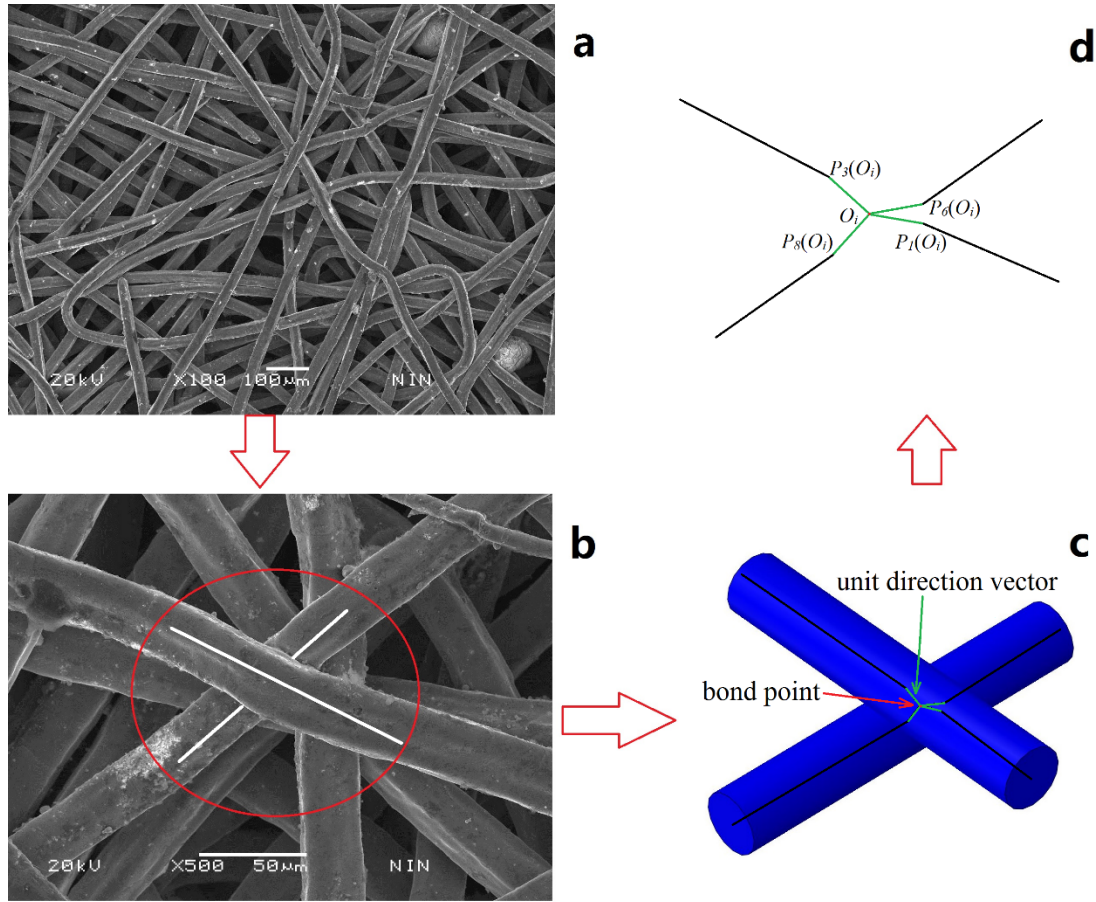 a
d
P3(Oi)
Oi
P6(Oi)
P8(Oi)
P1(Oi)
20kV X100 100μm NIN
b
c
unit direction vector
bond point
20kV X500 50μm NIN